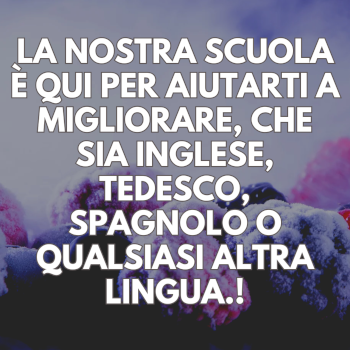 LA NOSTRA SCUOLA
È QUI PER AIUTARTI A
MIGLIORARE, CHE
SIA INGLESE,
TEDESCO,
SPAGNOLO O
QUALSIASI ALTRA
LINGUA.!